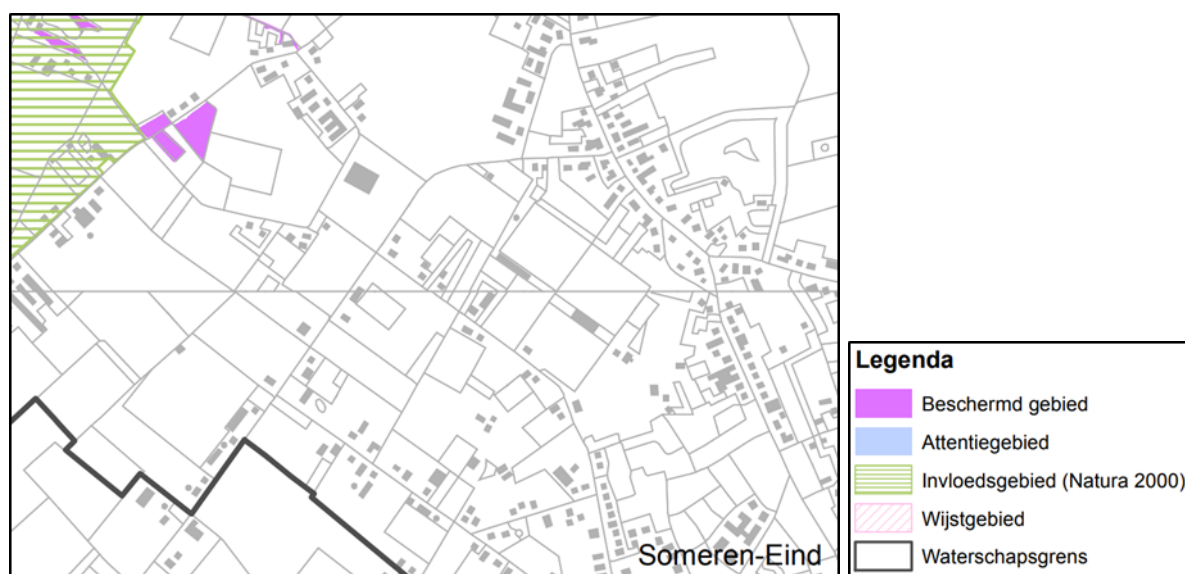 Someren-Eind
Legenda
Beschermd gebied
Attentiegebied
Invloedsgebied (Natura 2000)
Wijstgebied
Waterschapsgrens